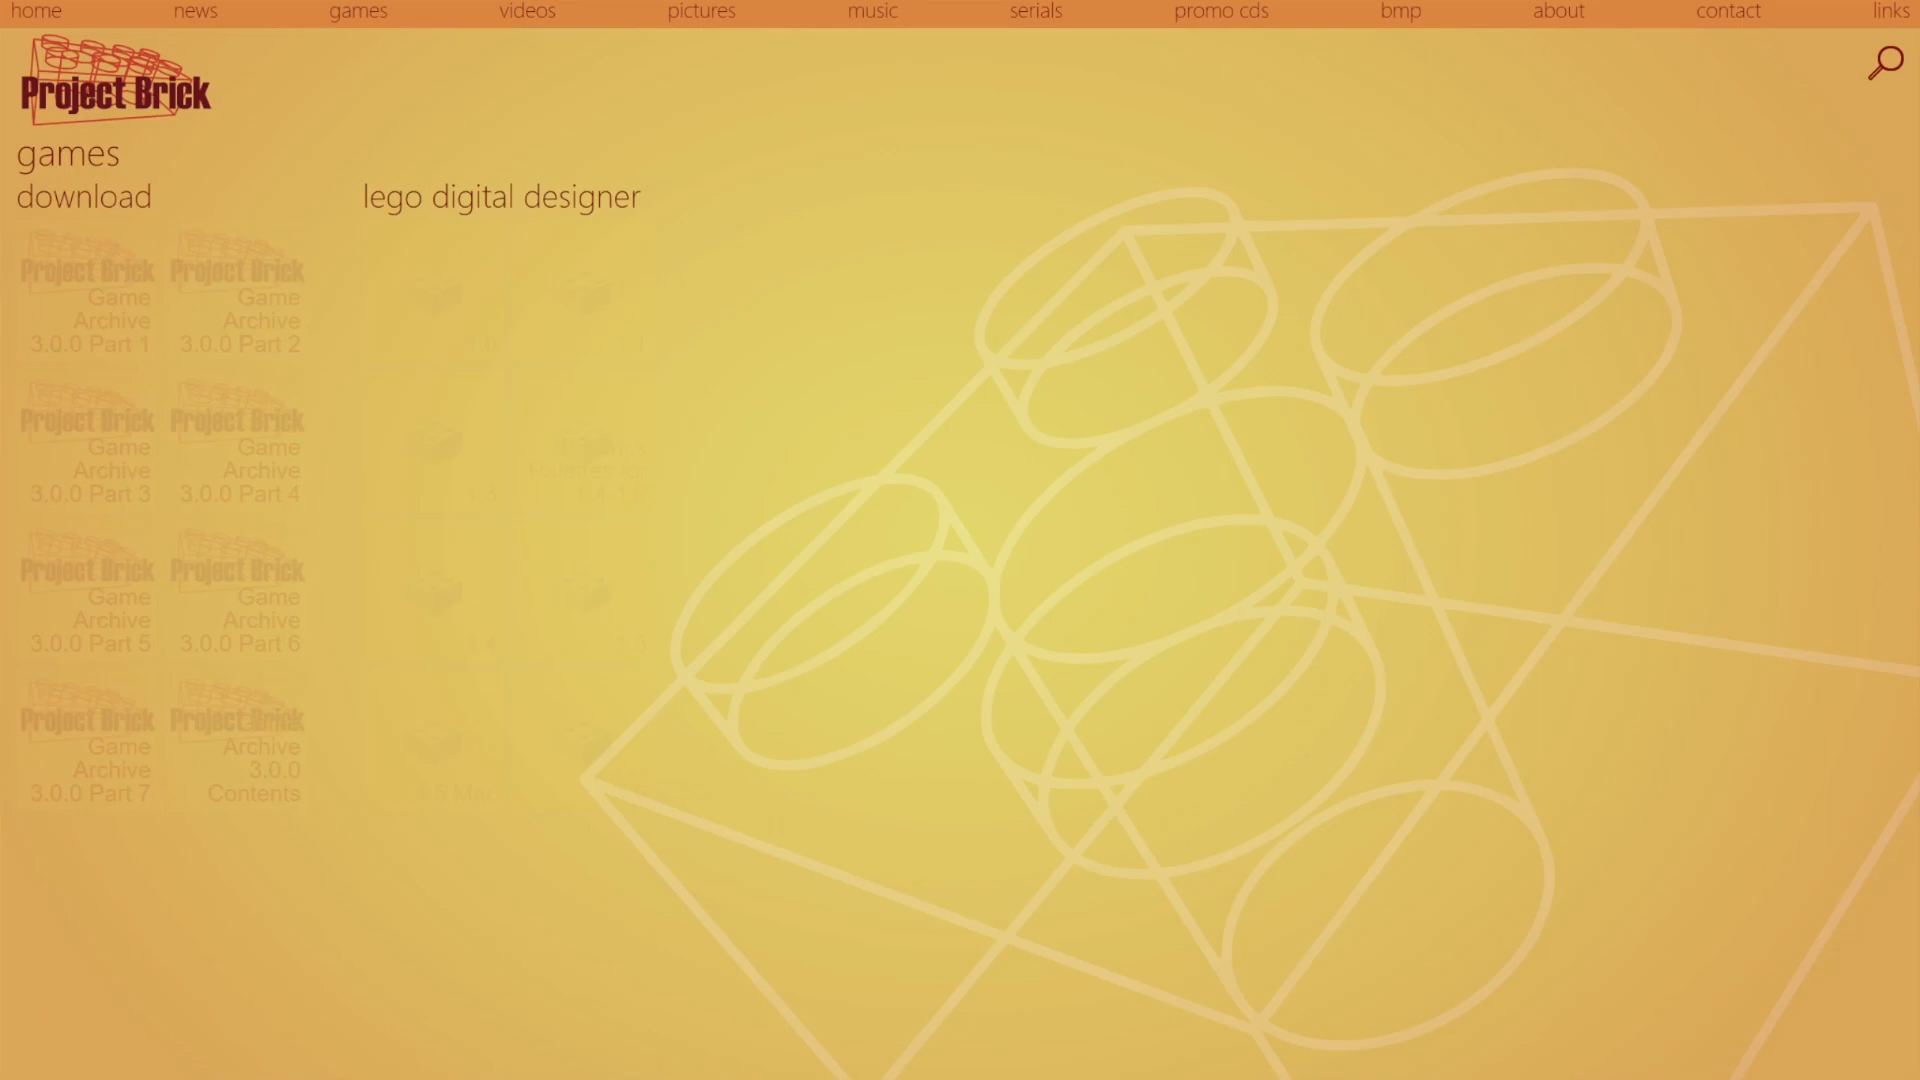 home news games videos pictures music serials promo cds bmp about contact links
Project Brick
games
download
lego digital designer
Project Brick Project Brick
Game Game
Archive Archive
3.0.0 Part 1 3.0.0 Part 2
1.0
Project Brick Project Brick
Game Game
Archive Archive
3.0.0 Part 3 3.0.0 Part 4
1.3
Project Brick Project Brick
Game Game
Archive Archive
3.0.0 Part 5 3.0.0 Part 6
Project Brick Project Brick
Game Archive
Archive 3.0.0
3.0.0 Part 7 Contents